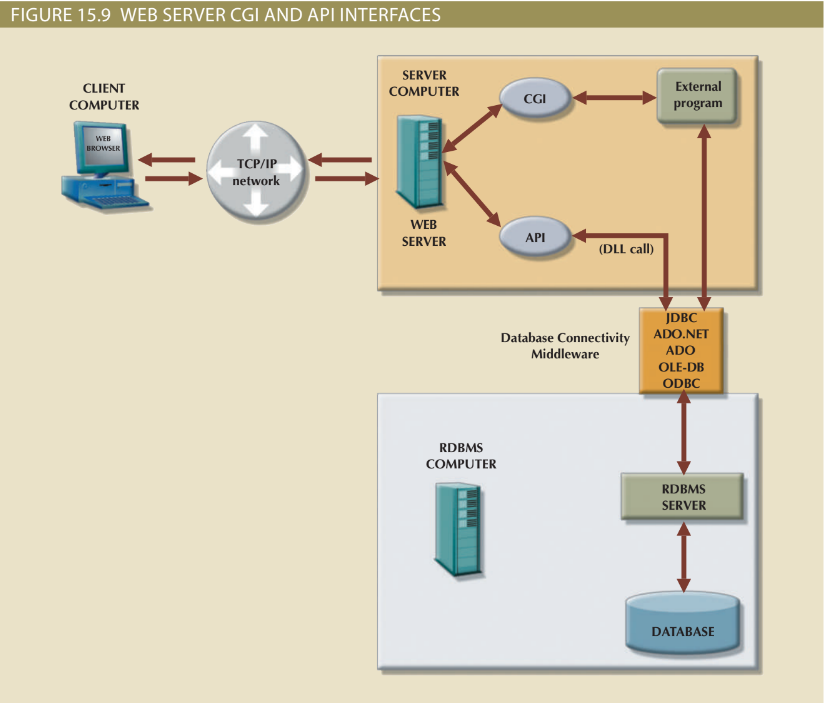 FIGURE 15.9 WEB SERVER CGI AND API INTERFACES
CLIENT
COMPUTER
WEB
BROWSER
TCP/IP
network
SERVER
COMPUTER
WEB
SERVER
CGI
External
program
API
(DLL call)
Database Connectivity
Middleware
JDBC
ADO.NET
ADO
OLE-DB
ODBC
RDBMS
COMPUTER
RDBMS
SERVER
DATABASE